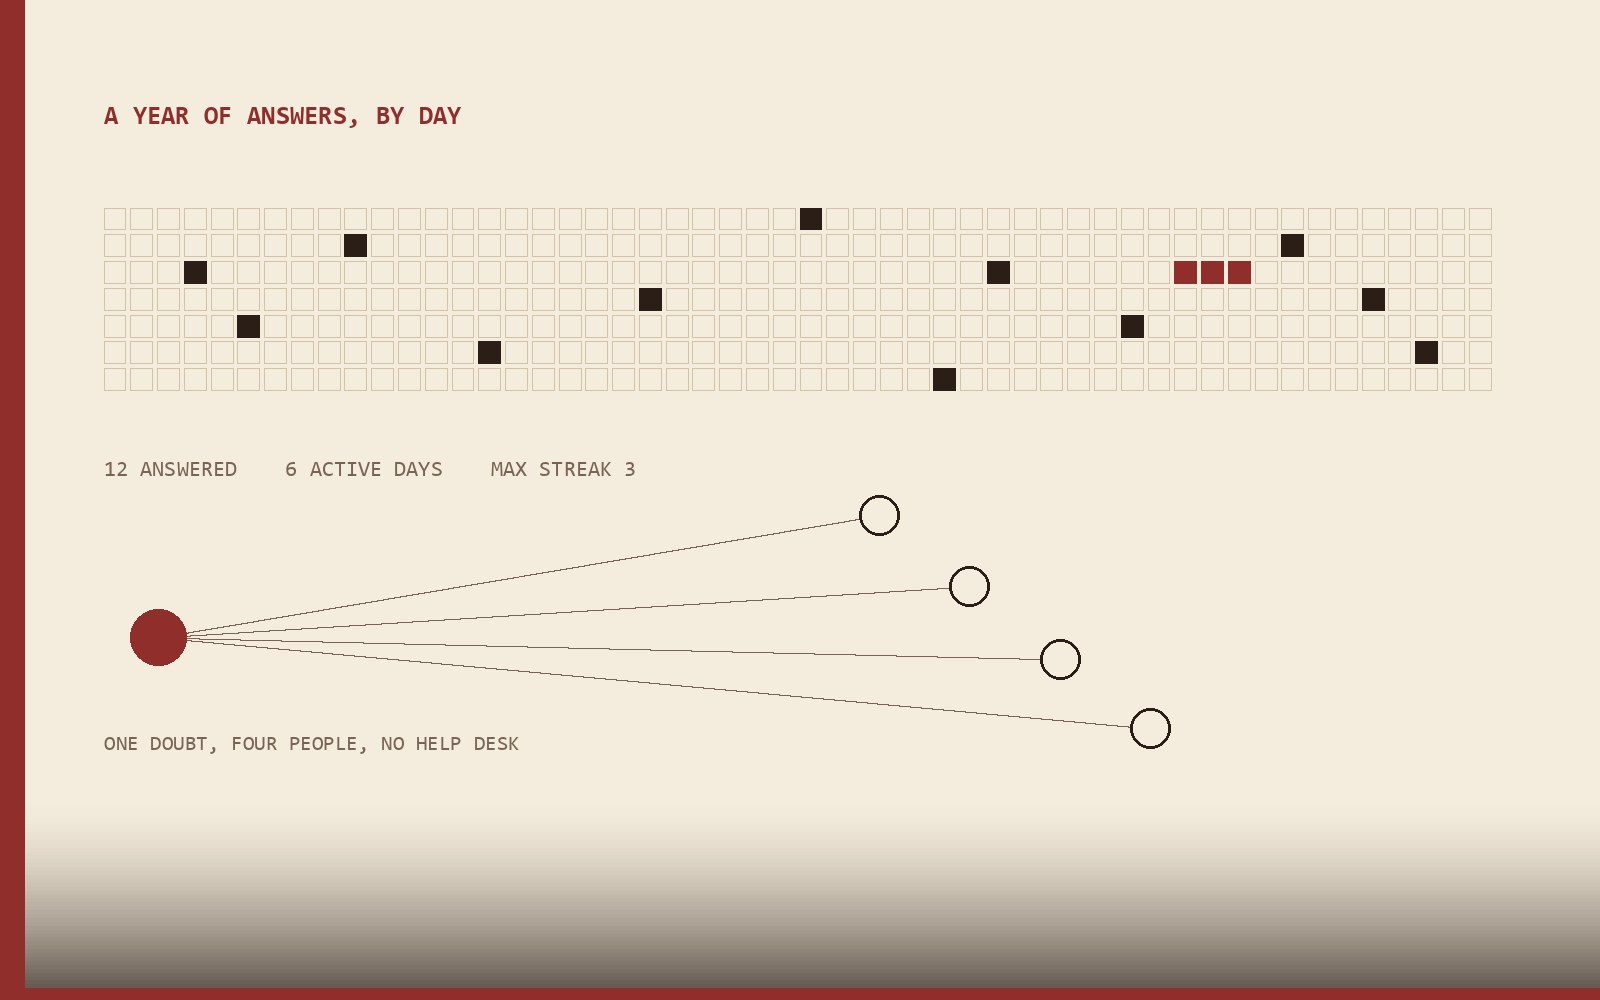 A YEAR OF ANSWERS, BY DAY
12 ANSWERED 6 ACTIVE DAYS MAX STREAK 3
ONE DOUBT, FOUR PEOPLE, NO HELP DESK